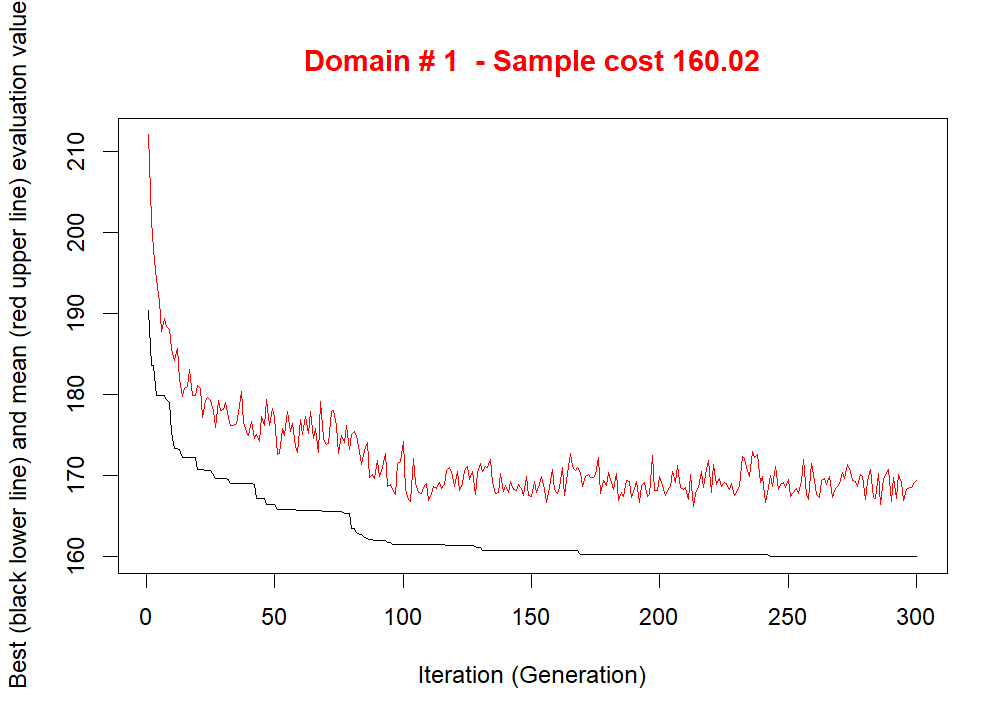 Domain # 1  - Sample cost 160.02
Best (black lower line) and mean (red upper line) evaluation value
210
200
190
180
170
160
0 50 100 150 200 250 300
Iteration (Generation)